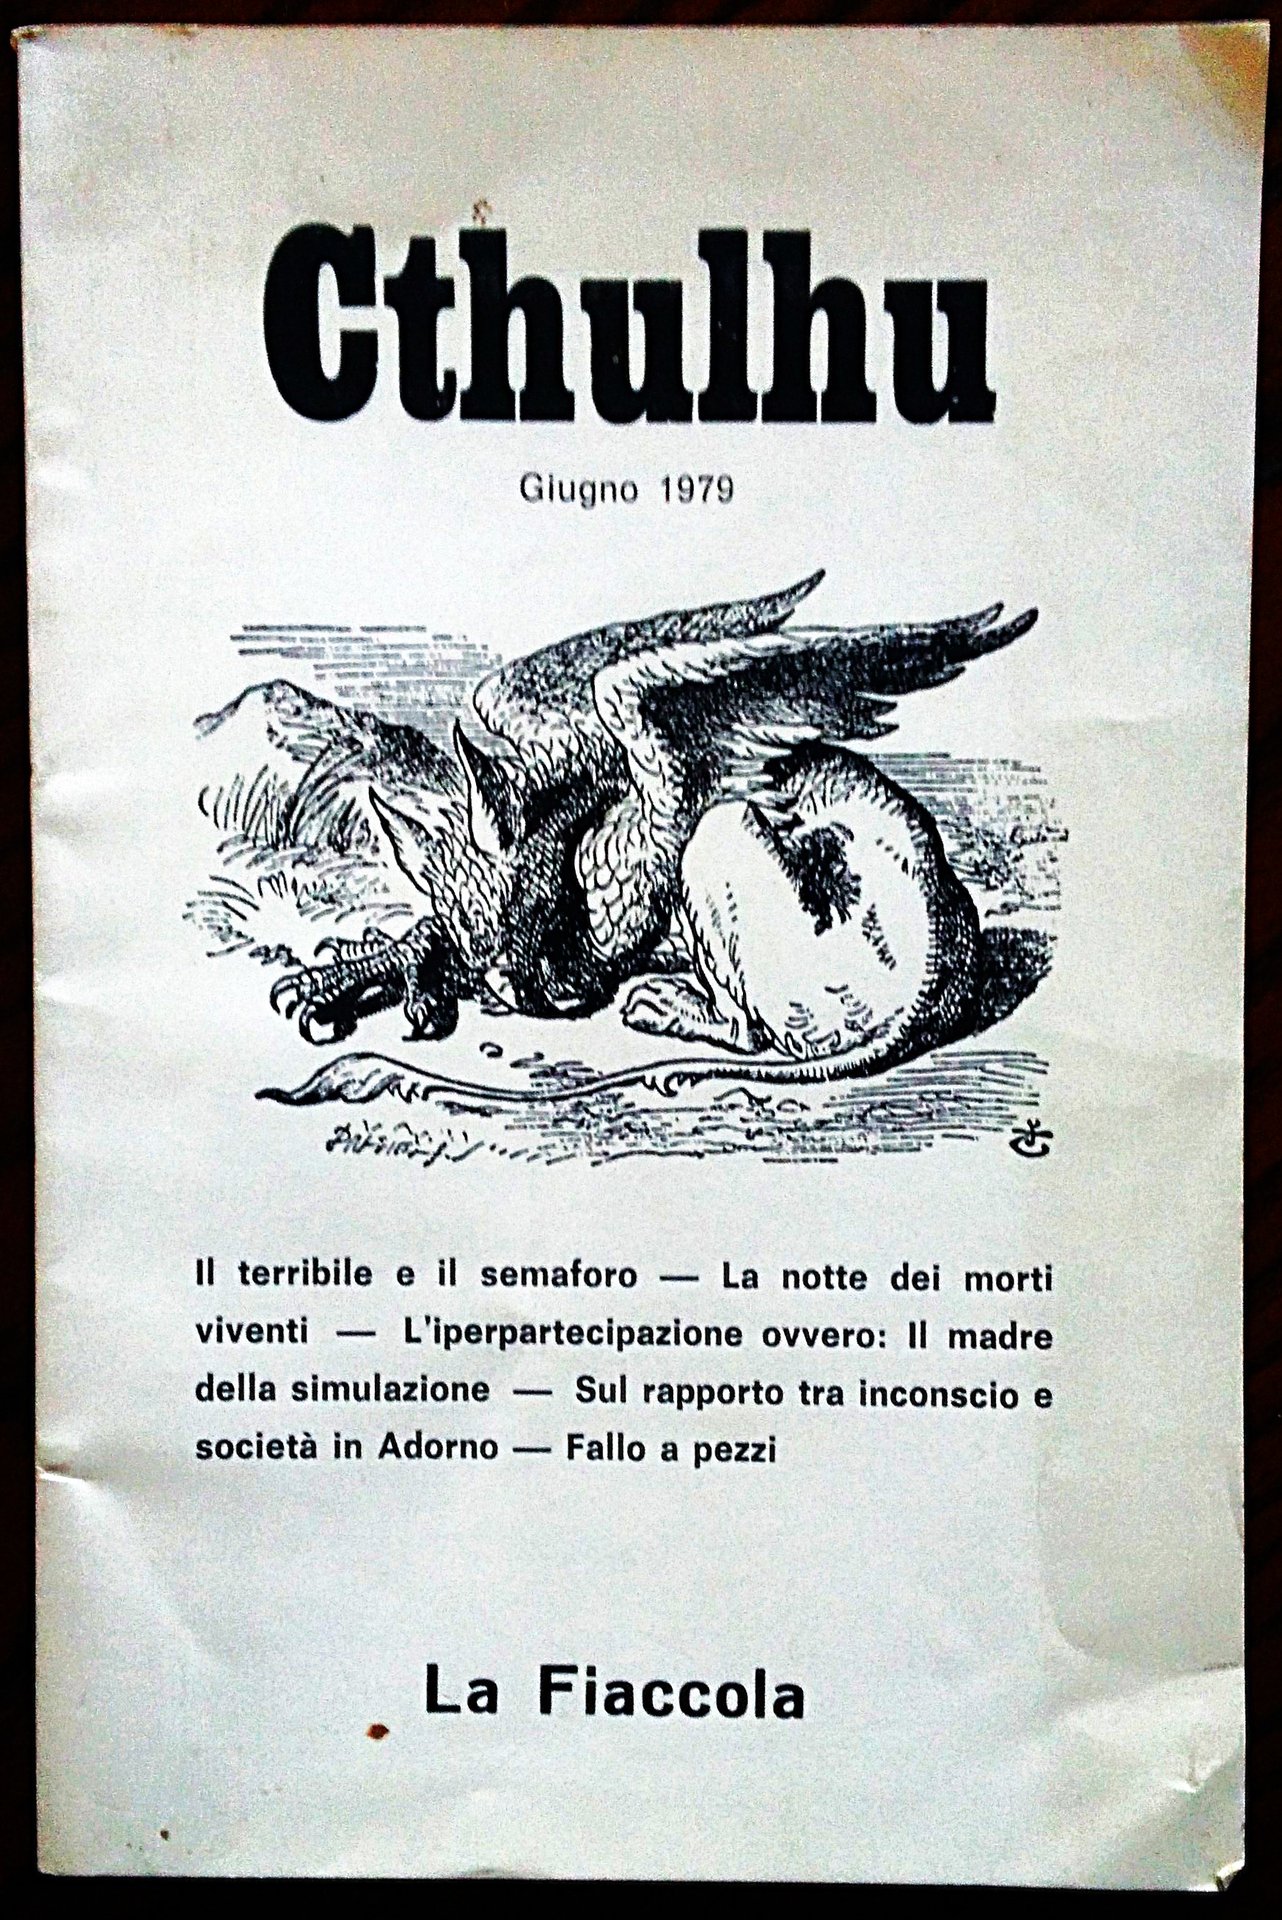 Cthulhu
Giugno 1979
Il terribile e il semaforo — La notte dei morti
viventi — L'iperpartecipazione ovvero: Il madre
della simulazione — Sul rapporto tra inconscio e
società in Adorno — Fallo a pezzi
La Fiaccola